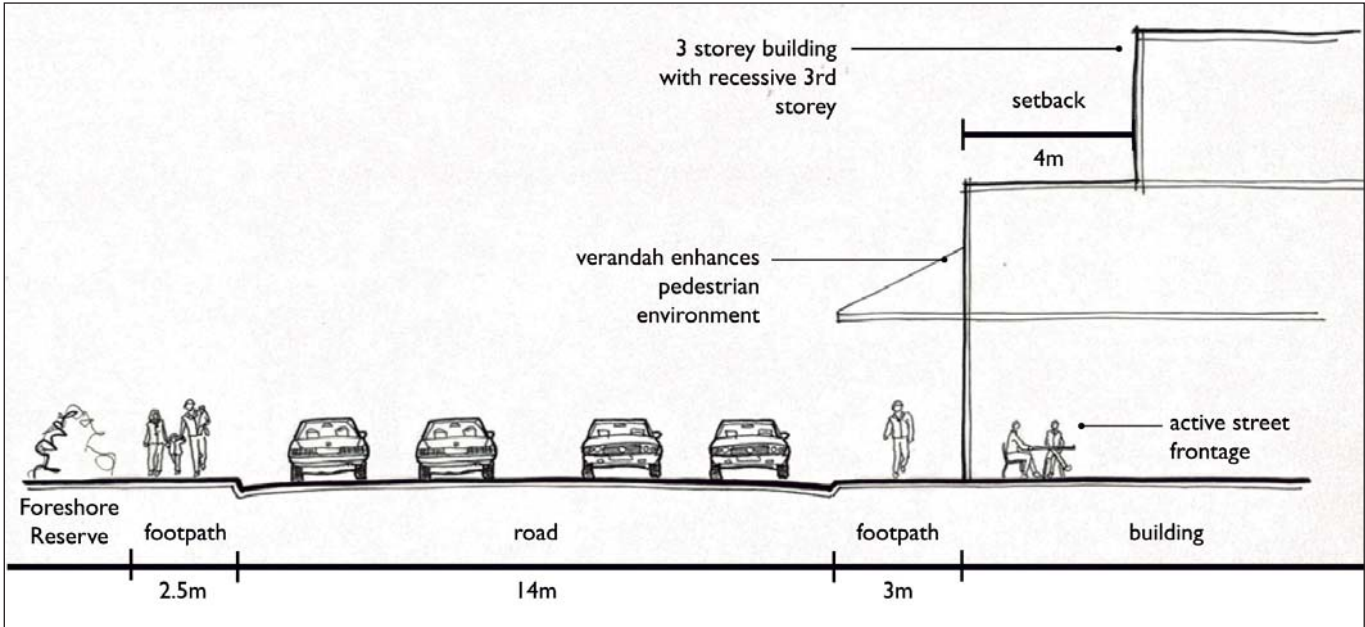 3 storey building
with recessive 3rd
storey
setback
4m
verandah enhances
pedestrian
environment
active street
frontage
Foreshore
Reserve
footpath
road
footpath
building
2.5m
14m
3m